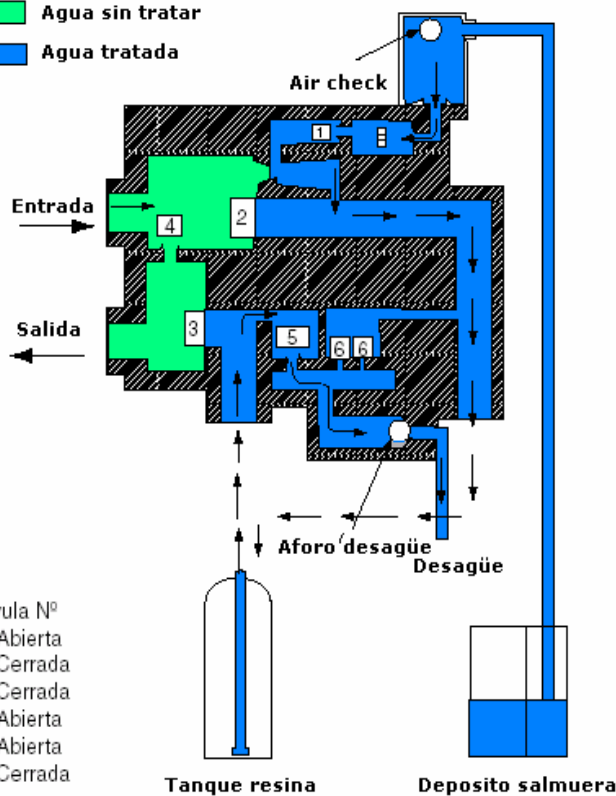 Agua sin tratar
Agua tratada
Air check
1
Entrada
4
2
Salida
3
5
6 6
Aforo desagüe
Desagüe
Nº
Abierta
Cerrada
Cerrada
Abierta
Abierta
Cerrada
Tanque resina
Deposito salmuera